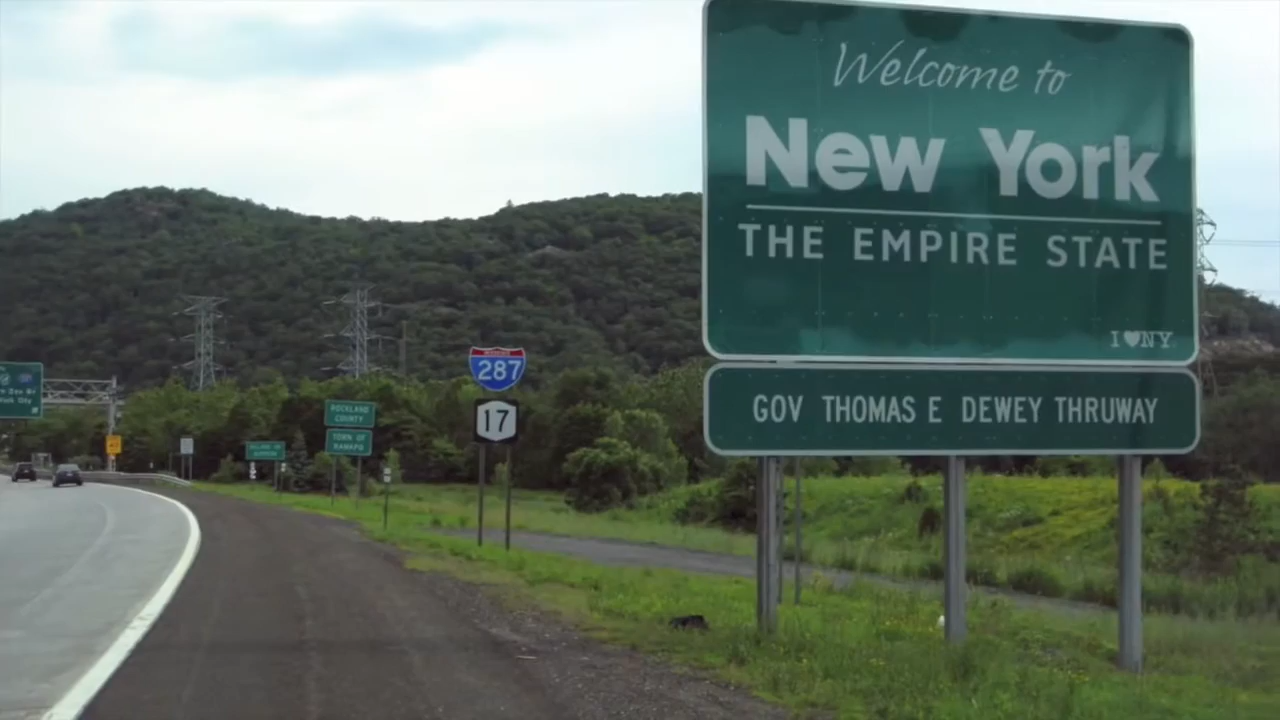 Welcome to
New York
THE EMPIRE STATE
I♥NY
GOV THOMAS E DEWEY THRUWAY
287
17
ROCKLAND
COUNTY
TOWN OF
RAMAPO